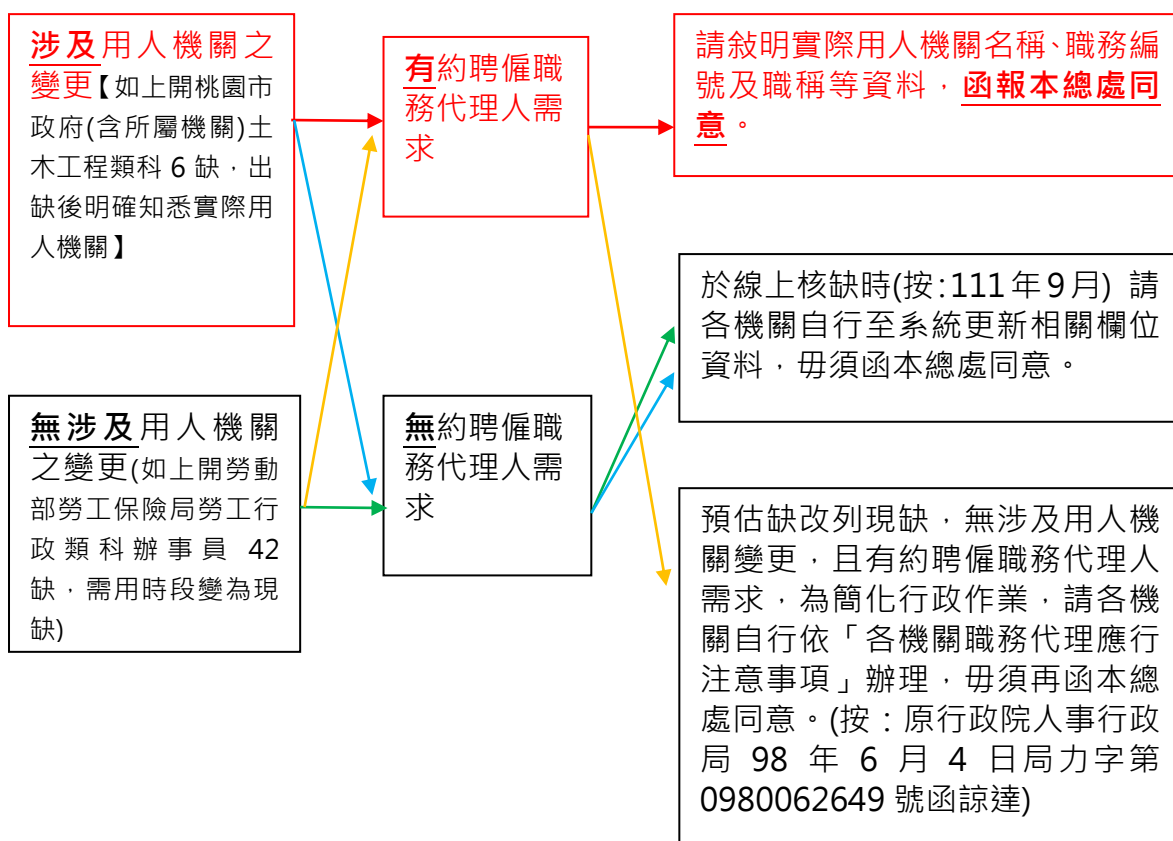 涉及用人機關之
變更【如上開桃園市
政府(含所屬機關)土
木工程類科 6 缺，出
缺後明確知悉實際用
人機關】
有約聘僱職
務代理人需
求
請敍明實際用人機關名稱、職務編
號及職稱等資料，函報本總處同
意。
於線上核缺時(按:111年9月) 請
各機關自行至系統更新相關欄位
資料，毋須函本總處同意。
無涉及用人機關
之變更(如上開勞動
部勞工保險局勞工行
政類科辦事員 42
缺，需用時段變為現
缺)
無約聘僱職
務代理人需
求
預估缺改列現缺，無涉及用人機
關變更，且有約聘僱職務代理人
需求，為簡化行政作業，請各機
關自行依「各機關職務代理應行
注意事項」辦理，毋須再函本總
處同意。(按：原行政院人事行政
局 98 年 6 月 4 日局力字第
0980062649 號函諒達)